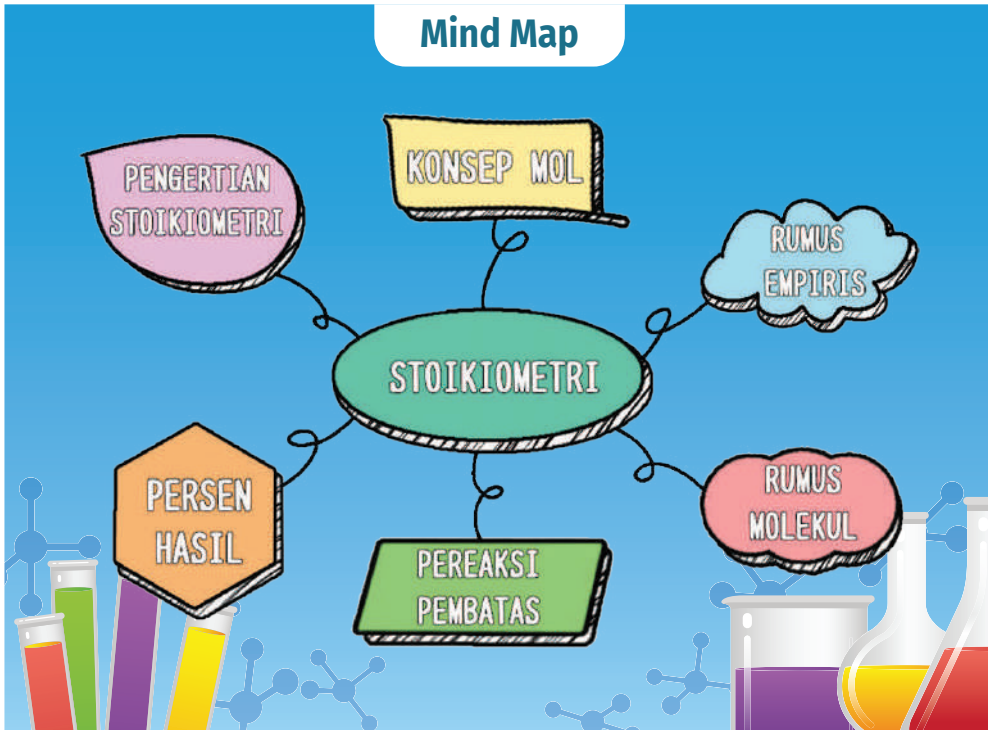 Mind Map
PENGERTIAN
STOIKIOMETRI
KONSEP MOL
RUMUS
EMPIRIS
STOIKIOMETRI
PERSEN
HASIL
PEREAKSI
PEMBATAS
RUMUS
MOLEKUL